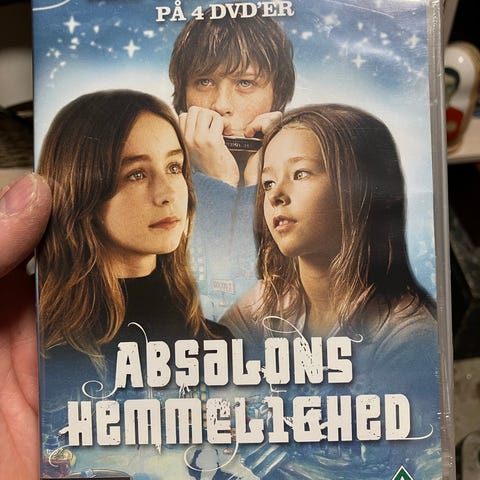 PÅ 4 DVD'ER
ABSALONS
HEMMELIGHED
A